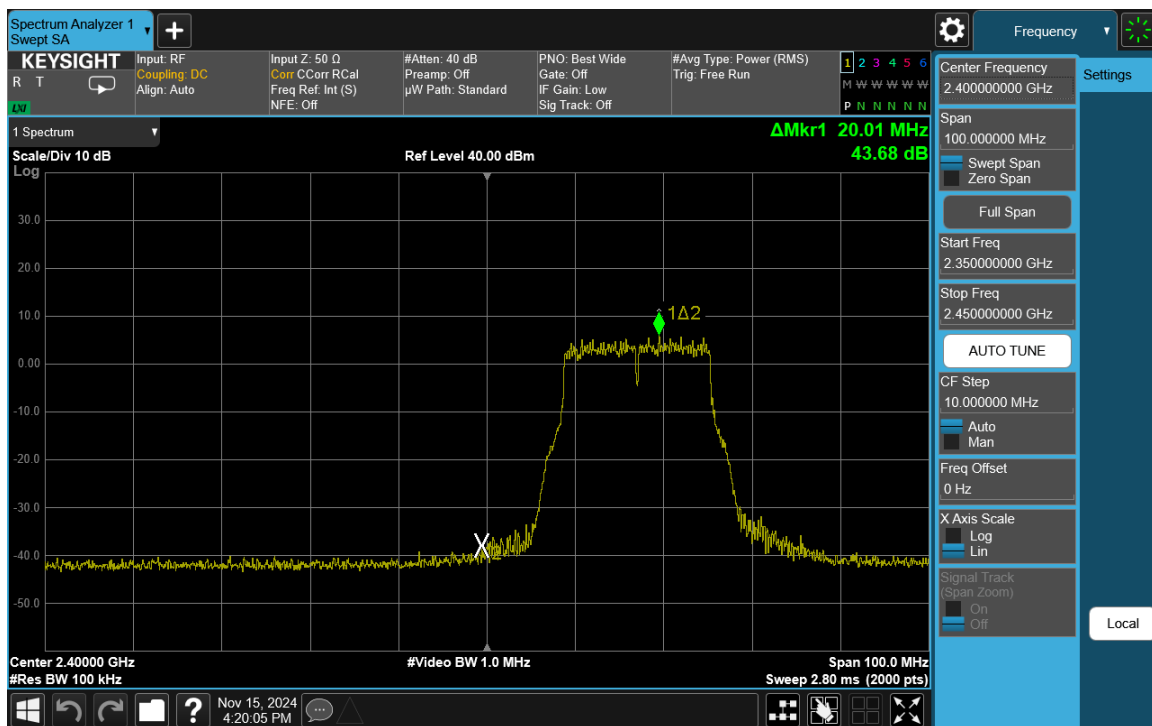 Spectrum Analyzer 1
Swept SA
Frequency
KEYSIGHT
R T
LXI
Input: RF
Coupling: DC
Align: Auto
Input Z: 50 Ω
Corr CCorr RCal
Freq Ref: Int (S)
NFE: Off
#Atten: 40 dB
Preamp: Off
µW Path: Standard
PNO: Best Wide
Gate: Off
IF Gain: Low
Sig Track: Off
#Avg Type: Power (RMS)
Trig: Free Run
1 2 3 4 5 6
M W W W W W
P N N N N N
1 Spectrum
Scale/Div 10 dB
Log
Ref Level 40.00 dBm
ΔMkr1 20.01 MHz
43.68 dB
30.0
20.0
10.0
0.00
-10.0
-20.0
-30.0
-40.0
-50.0
1Δ2
X2
Center 2.40000 GHz
#Res BW 100 kHz
#Video BW 1.0 MHz
Span 100.0 MHz
Sweep 2.80 ms (2000 pts)
Nov 15, 2024
4:20:05 PM
?
Center Frequency
2.400000000 GHz
Settings
Span
100.000000 MHz
Swept Span
Zero Span
Full Span
Start Freq
2.350000000 GHz
Stop Freq
2.450000000 GHz
AUTO TUNE
CF Step
10.000000 MHz
Auto
Man
Freq Offset
0 Hz
X Axis Scale
Log
Lin
Signal Track
(Span Zoom)
On
Off
Local